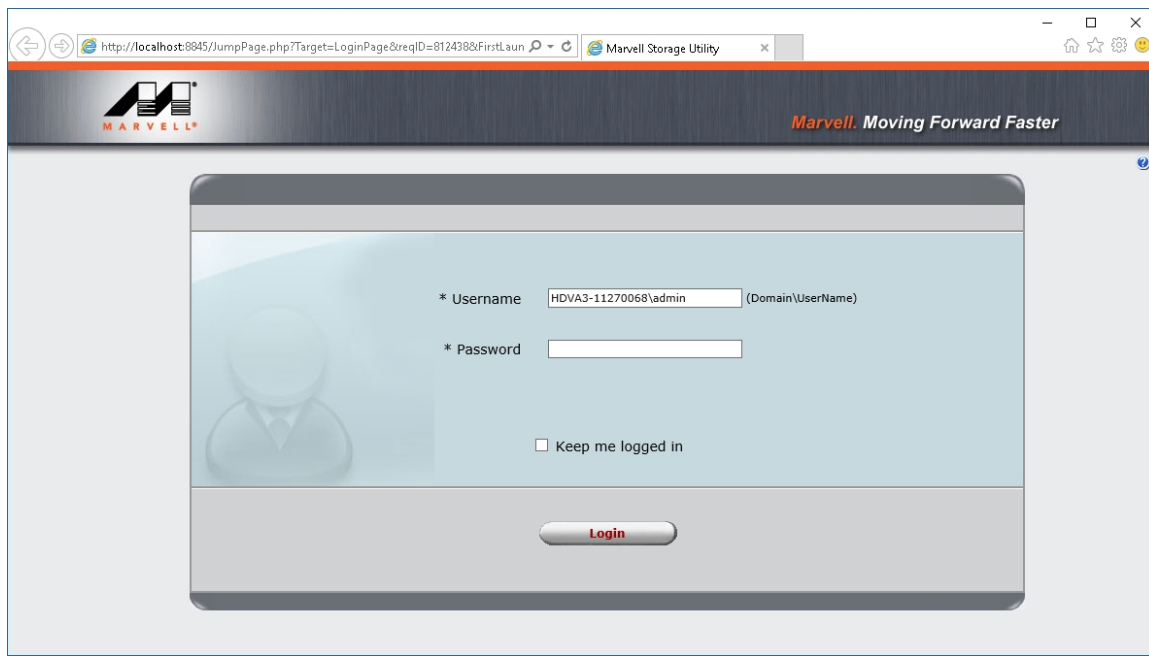 http://localhost:8845/JumpPage.php?Target=LoginPage&reqID=812438&FirstLaun
Marvell Storage Utility
MARVELL®
Marvell. Moving Forward Faster
* Username HDVA3-11270068\admin (Domain\UserName)
* Password
Keep me logged in
Login